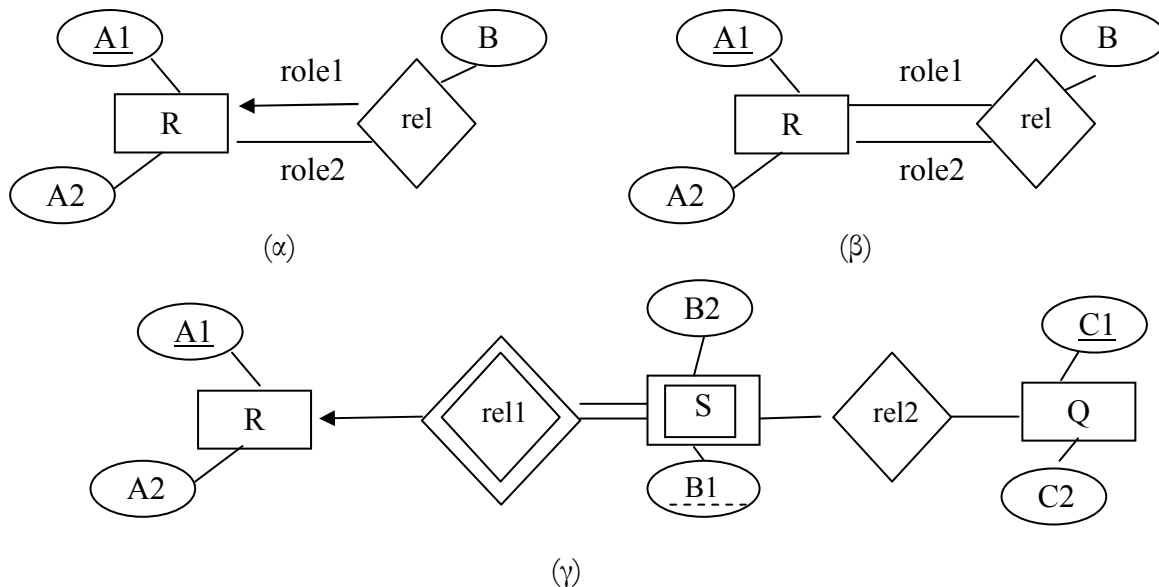 A1 B A1 B
role1 role1
R rel R rel
role2 role2
A2 A2
(α) (β)
B2
A1 C1
R rel1 S rel2 Q
A2 B1 C2
(γ)